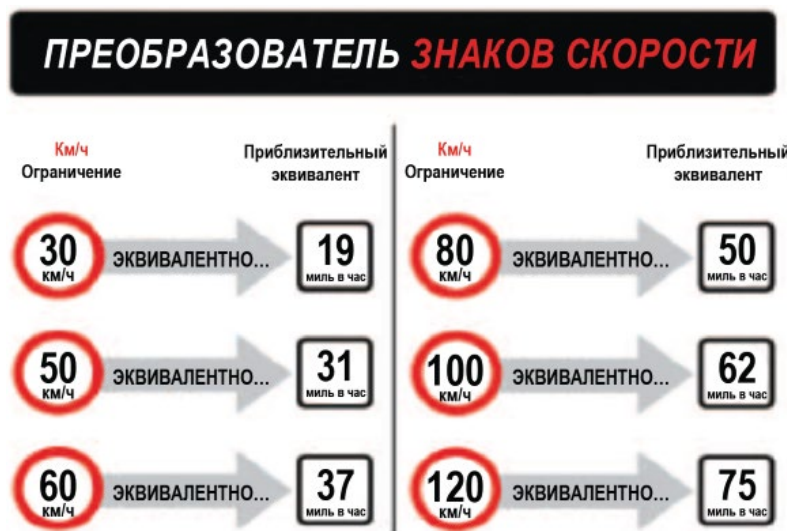 ПРЕОБРАЗОВАТЕЛЬ ЗНАКОВ СКОРОСТИ
Км/ч
Ограничение
Приблизительный
эквивалент
30
км/ч
ЭКВИВАЛЕНТНО...
19
миль в час
50
км/ч
ЭКВИВАЛЕНТНО...
31
миль в час
60
км/ч
ЭКВИВАЛЕНТНО...
37
миль в час
Км/ч
Ограничение
Приблизительный
эквивалент
80
км/ч
ЭКВИВАЛЕНТНО...
50
миль в час
100
км/ч
ЭКВИВАЛЕНТНО...
62
миль в час
120
км/ч
ЭКВИВАЛЕНТНО...
75
миль в час